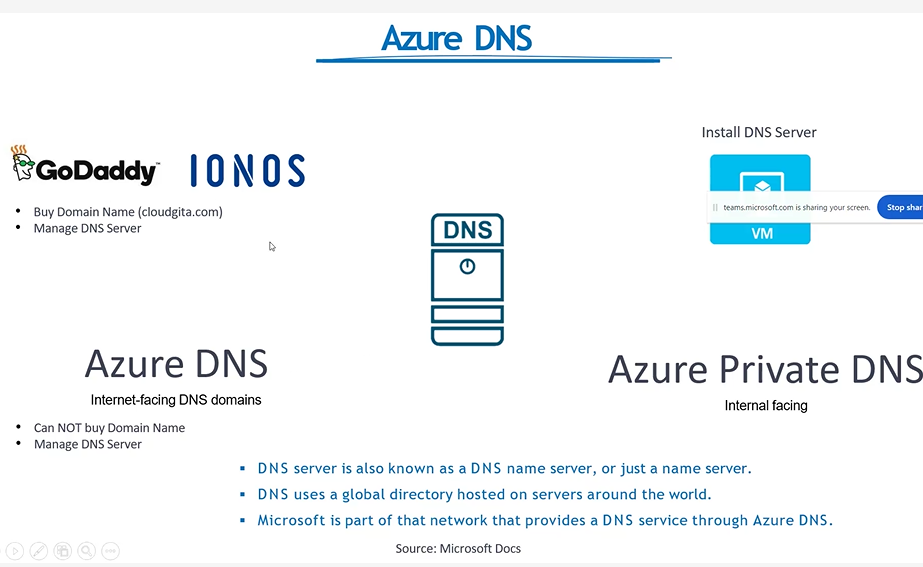 Azure DNS
GoDaddy™
IONOS
• Buy Domain Name (cloudgita.com)
• Manage DNS Server
DNS
Install DNS Server
teams.microsoft.com is sharing your screen.
Stop shar
VM
Azure DNS
Internet-facing DNS domains
• Can NOT buy Domain Name
• Manage DNS Server
Azure Private DNS
Internal facing
▪ DNS server is also known as a DNS name server, or just a name server.
▪ DNS uses a global directory hosted on servers around the world.
▪ Microsoft is part of that network that provides a DNS service through Azure DNS.
Source: Microsoft Docs